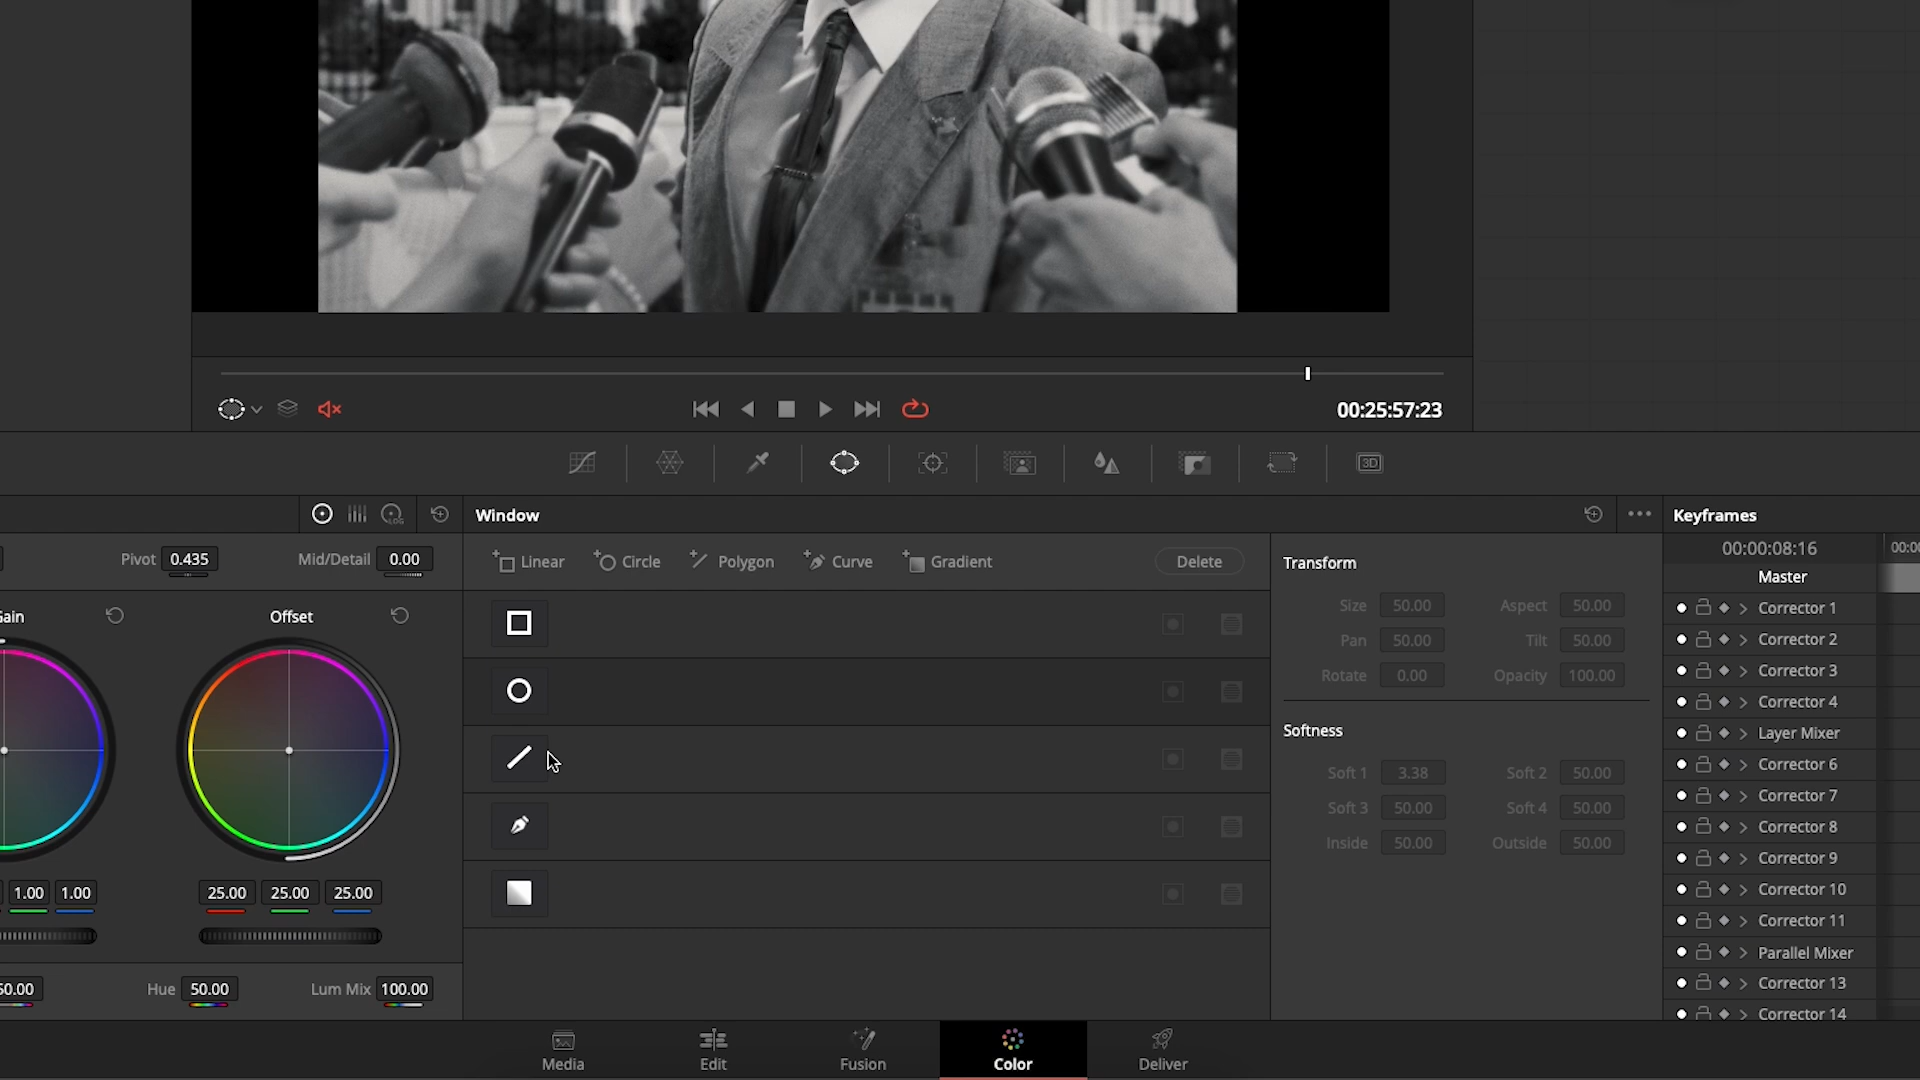 00:25:57:23
3D
LOG
Window
Keyframes
Pivot 0.435 Mid/Detail 0.00
Linear Circle Polygon Curve Gradient Delete
Transform
00:00:08:16
Master
Offset
Size 50.00 Aspect 50.00
Pan 50.00 Tilt 50.00
Rotate 0.00 Opacity 100.00
Softness
Soft 1 3.38 Soft 2 50.00
Soft 3 50.00 Soft 4 50.00
Inside 50.00 Outside 50.00
Corrector 1
Corrector 2
Corrector 3
Corrector 4
Layer Mixer
Corrector 6
Corrector 7
Corrector 8
Corrector 9
Corrector 10
Corrector 11
Parallel Mixer
Corrector 13
Corrector 14
1.00 1.00
25.00 25.00 25.00
Hue 50.00 Lum Mix 100.00
Media Edit Fusion Color Deliver